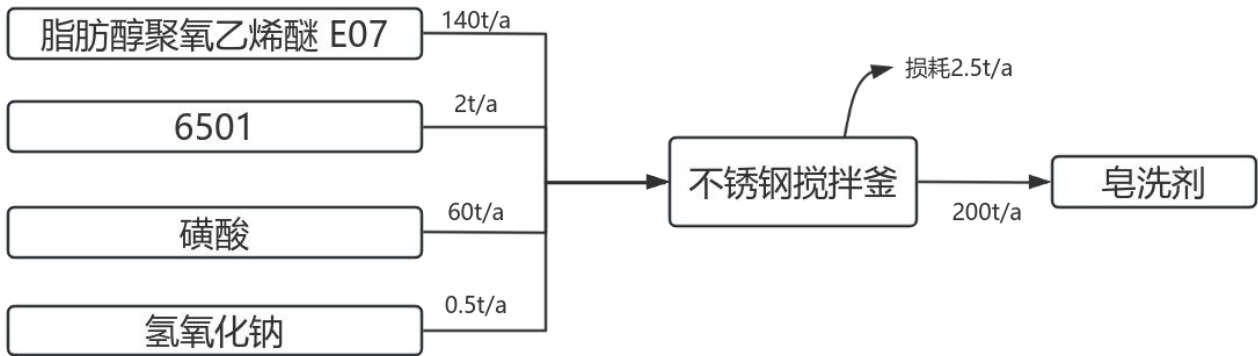 脂肪醇聚氧乙烯醚 E07
140t/a
6501
2t/a
磺酸
60t/a
氢氧化钠
0.5t/a
不锈钢搅拌釜
损耗2.5t/a
200t/a
皂洗剂